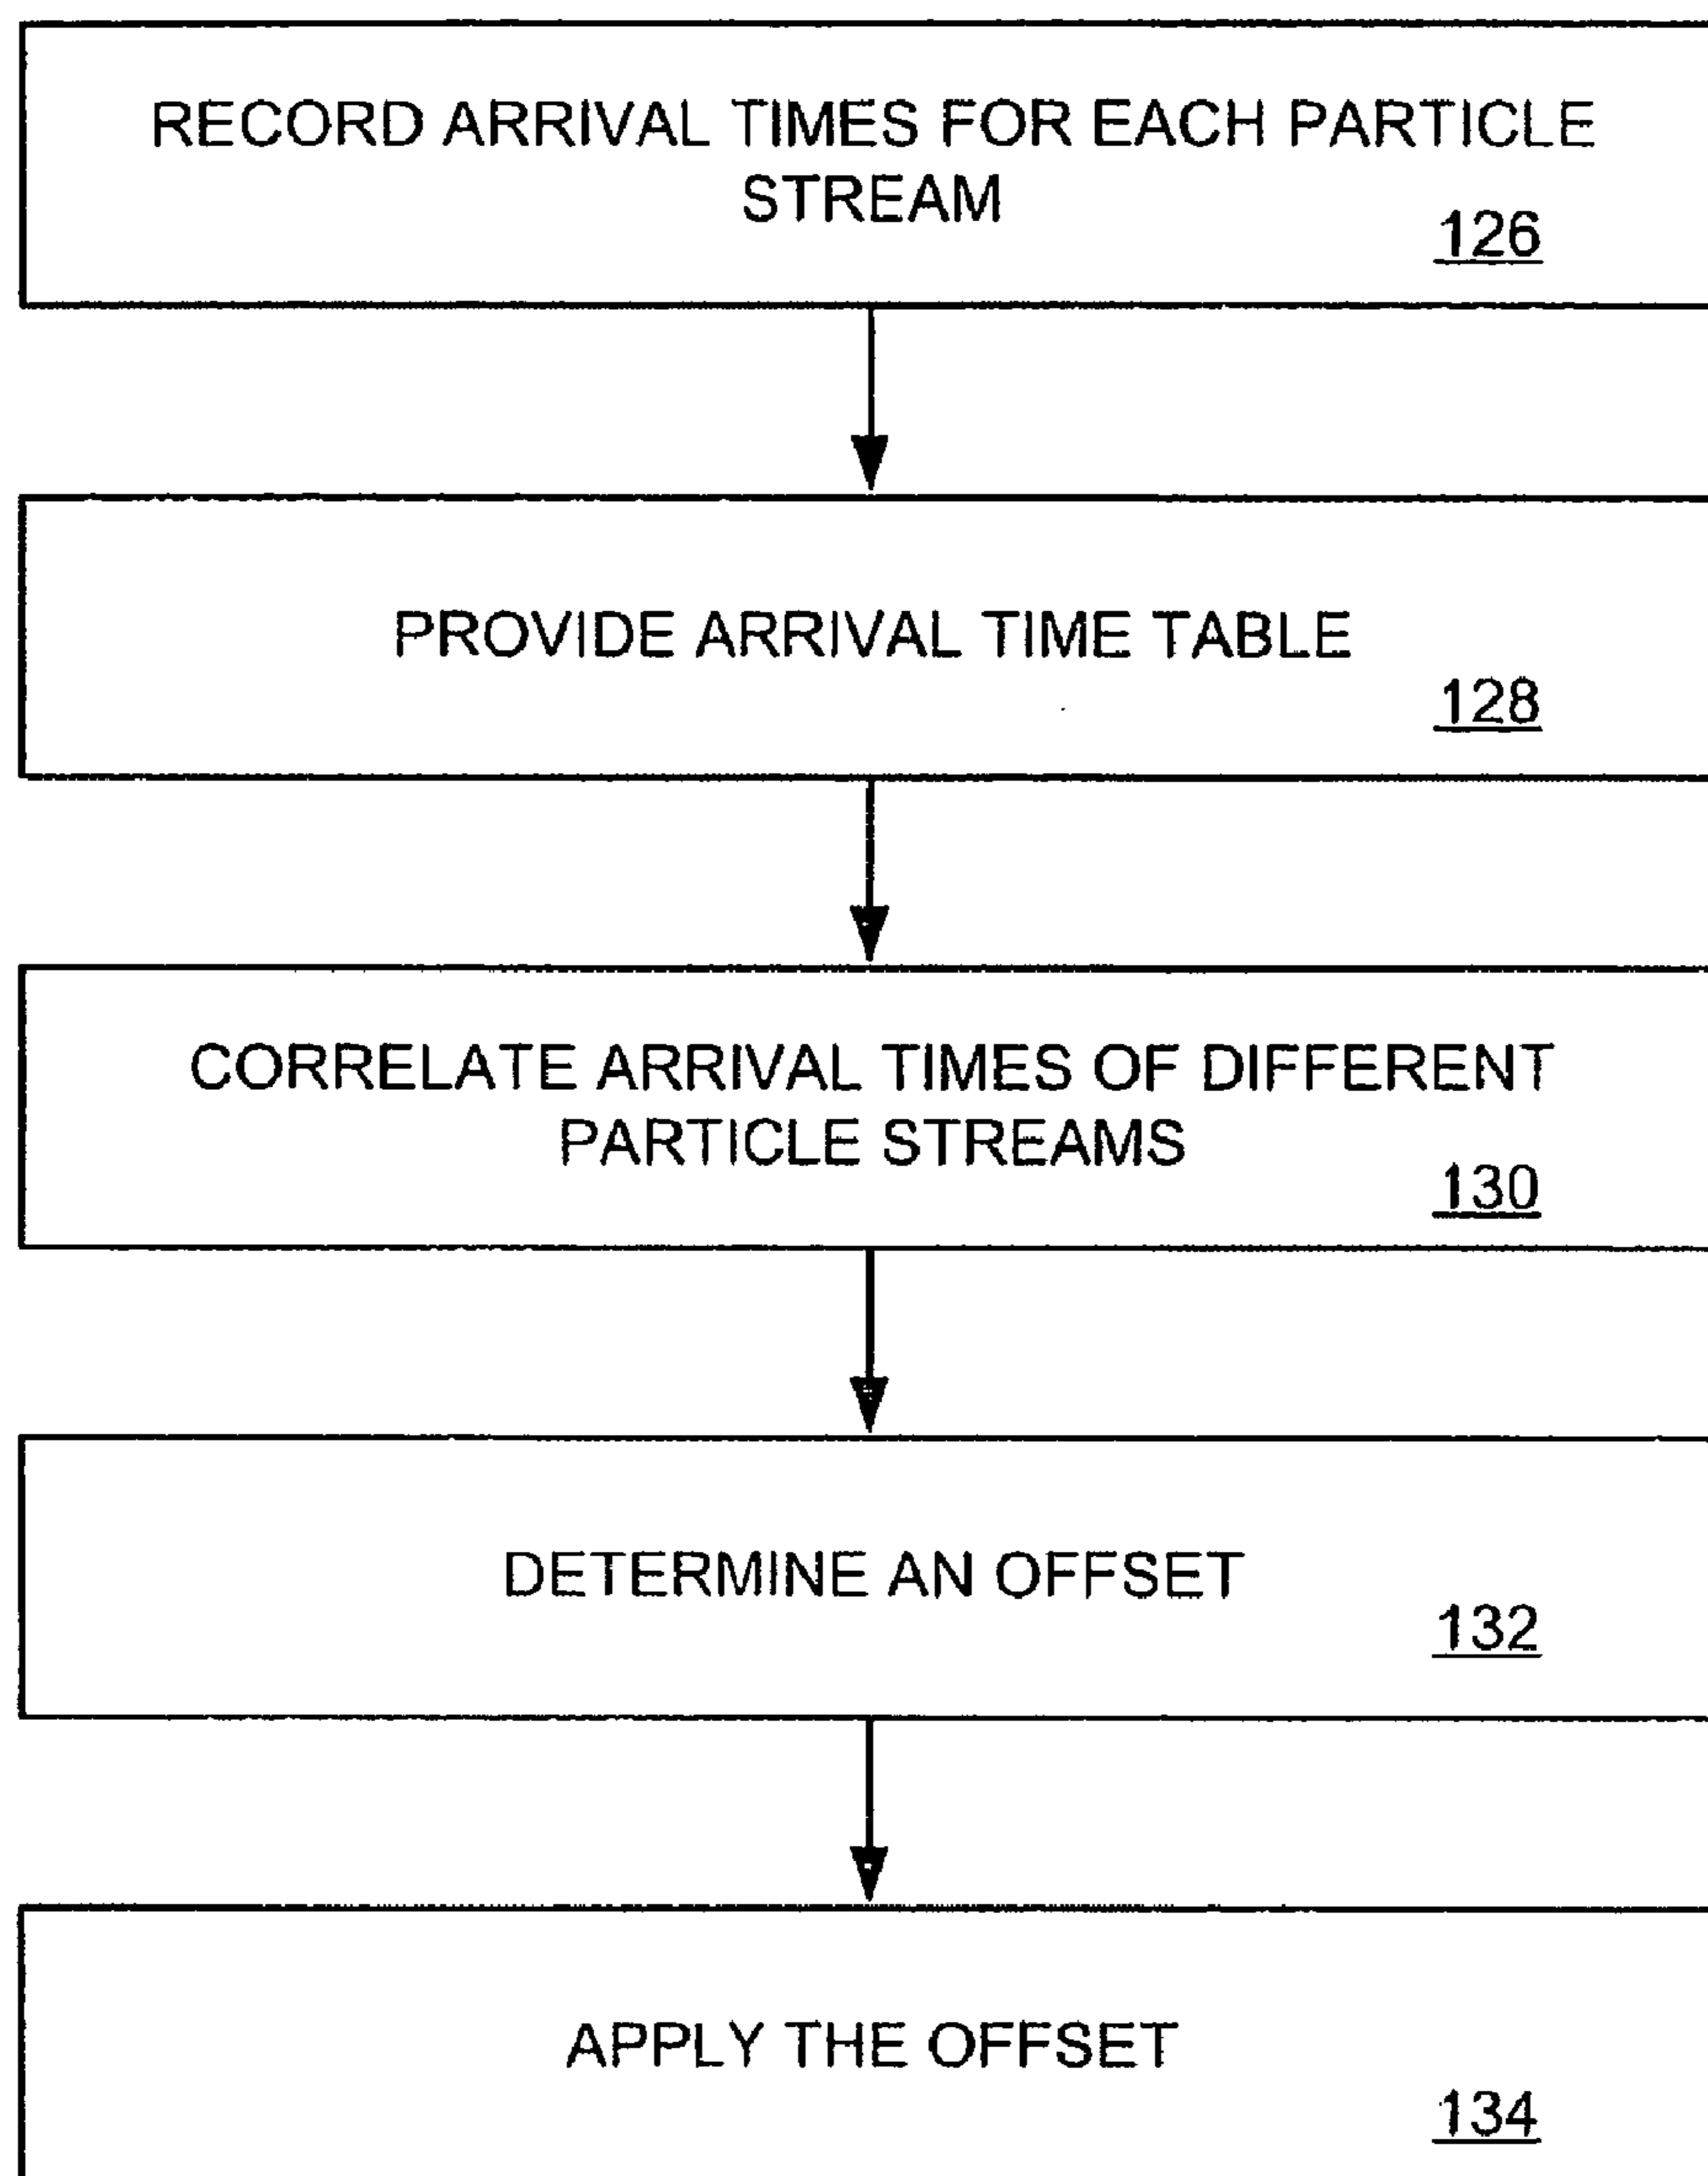 RECORD ARRIVAL TIMES FOR EACH PARTICLE
STREAM
126
PROVIDE ARRIVAL TIME TABLE
128
CORRELATE ARRIVAL TIMES OF DIFFERENT
PARTICLE STREAMS
130
DETERMINE AN OFFSET
132
APPLY THE OFFSET
134